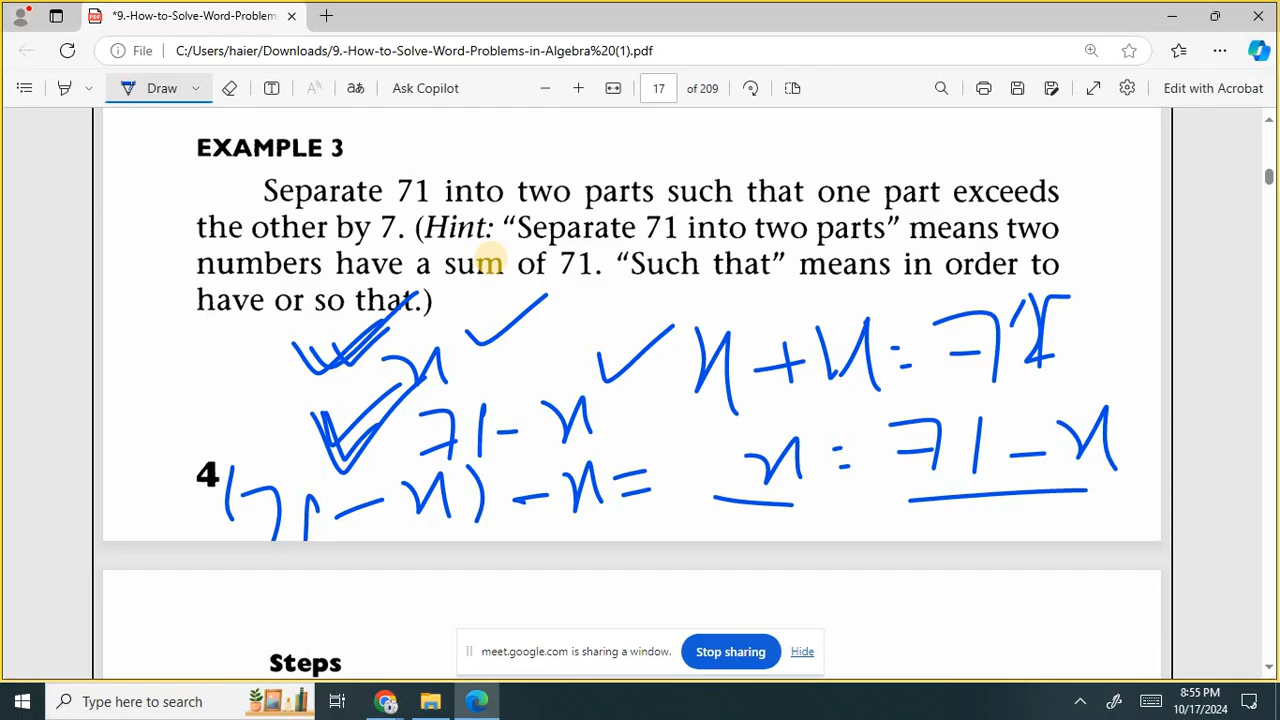 *9.-How-to-Solve-Word-Problem
File C:/Users/haier/Downloads/9.-How-to-Solve-Word-Problems-in-Algebra%20(1).pdf
Draw Ask Copilot 17 of 209 Edit with Acrobat
EXAMPLE 3
Separate 71 into two parts such that one part exceeds
the other by 7. (Hint: “Separate 71 into two parts” means two
numbers have a sum of 71. “Such that” means in order to
have or so that.)
x + x = 71
x
71 - x
x = 71 - x
4
(71 - x) - x =
Steps
meet.google.com is sharing a window. Stop sharing Hide
Type here to search
8:55 PM
10/17/2024